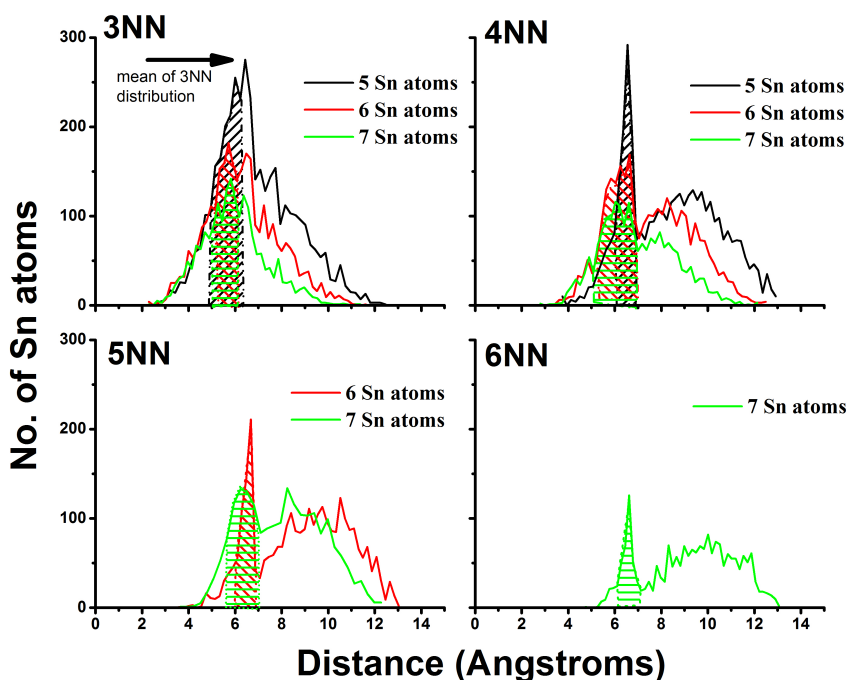 3NN
mean of 3NN
distribution
5 Sn atoms
6 Sn atoms
7 Sn atoms
300
200
100
0
4NN
5 Sn atoms
6 Sn atoms
7 Sn atoms
No. of Sn atoms
5NN
6 Sn atoms
7 Sn atoms
300
200
100
0
0 2 4 6 8 10 12 14
6NN
7 Sn atoms
0 2 4 6 8 10 12 14
Distance (Angstroms)